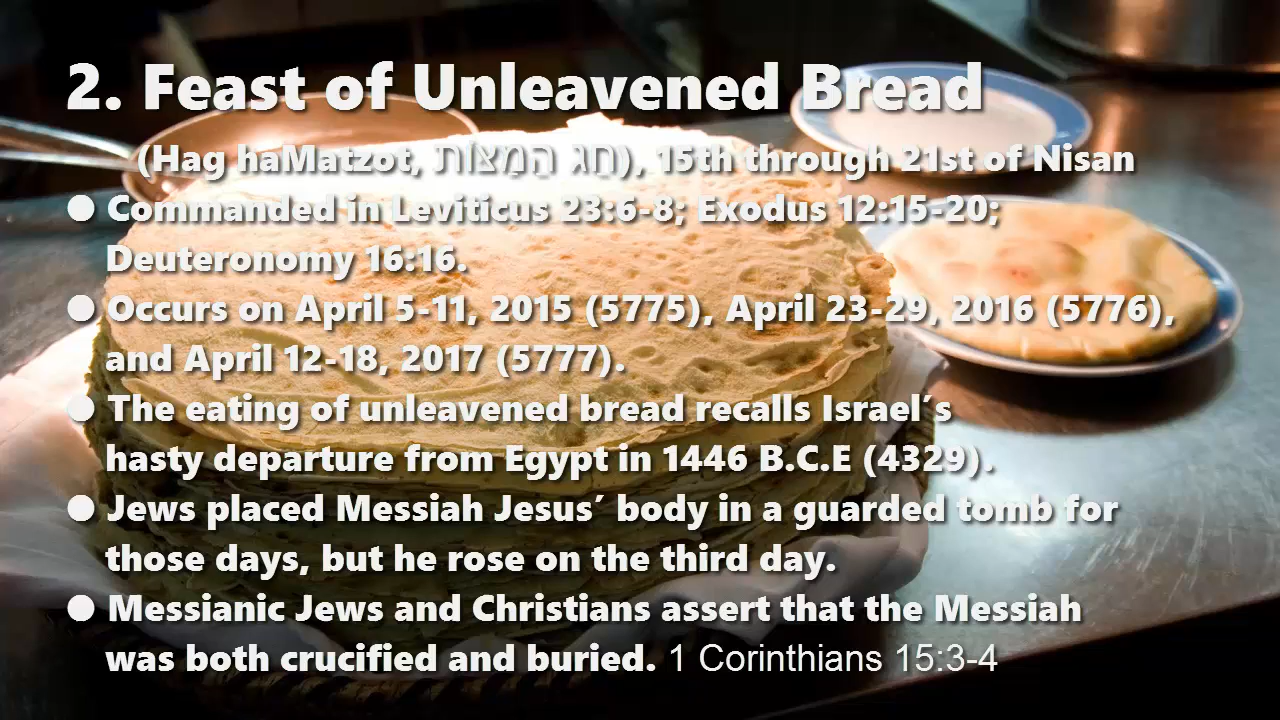 2. Feast of Unleavened Bread
(Hag haMatzot, חַג הַמַצוֹת), 15th through 21st of Nisan
● Commanded in Leviticus 23:6-8; Exodus 12:15-20;
Deuteronomy 16:16.
● Occurs on April 5-11, 2015 (5775), April 23-29, 2016 (5776),
and April 12-18, 2017 (5777).
● The eating of unleavened bread recalls Israel´s
hasty departure from Egypt in 1446 B.C.E (4329).
● Jews placed Messiah Jesus´ body in a guarded tomb for
those days, but he rose on the third day.
● Messianic Jews and Christians assert that the Messiah
was both crucified and buried. 1 Corinthians 15:3-4